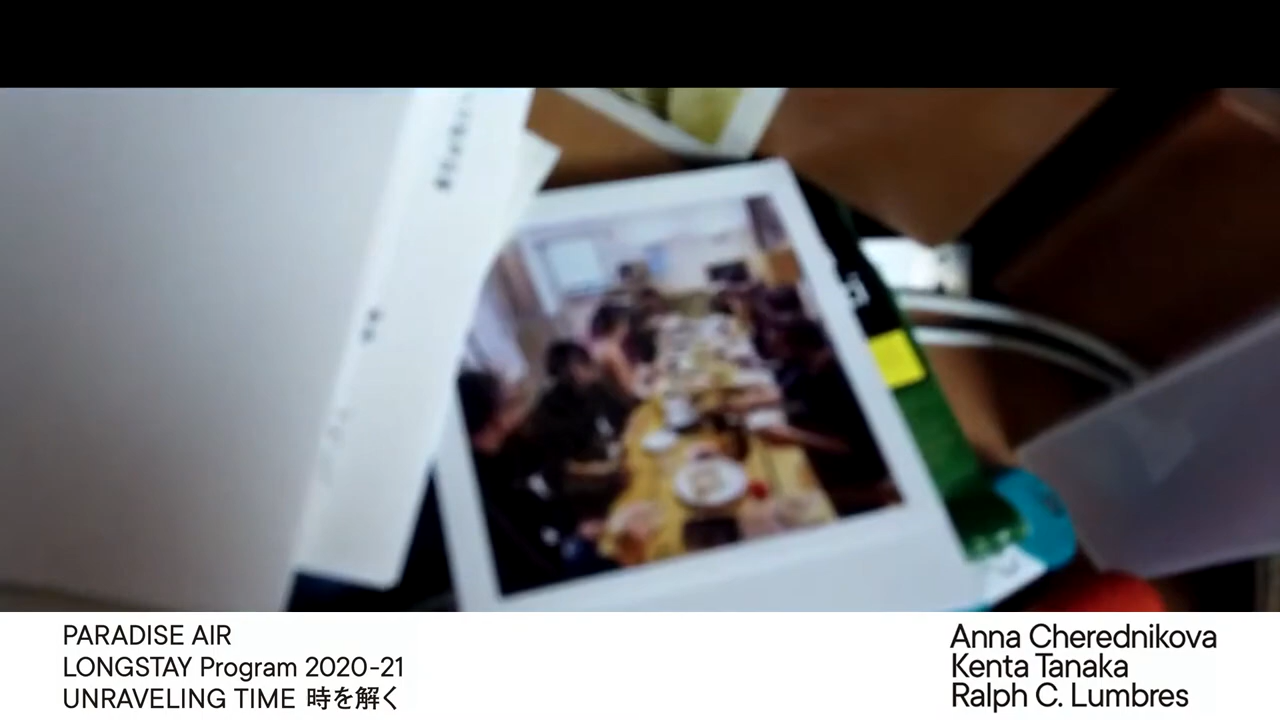 PARADISE AIR
LONGSTAY Program 2020-21
UNRAVELING TIME 時を解く
Anna Cherednikova
Kenta Tanaka
Ralph C. Lumbres